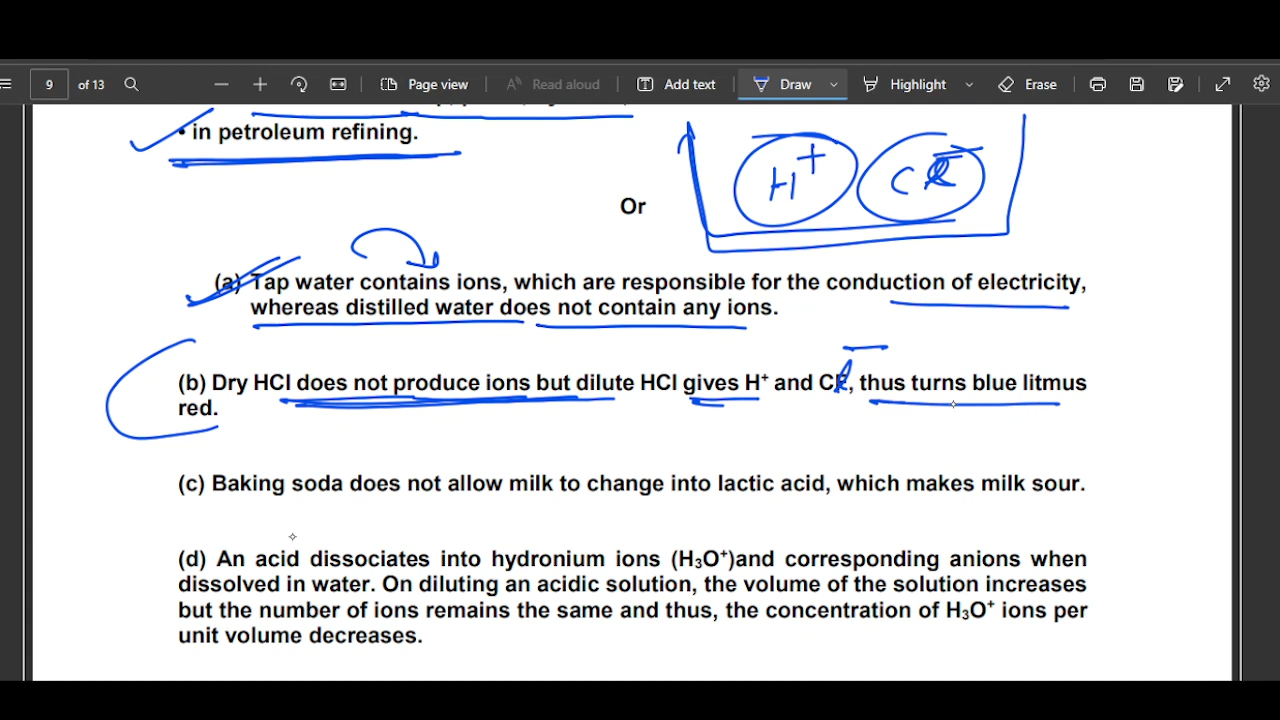 9 of 13 Page view Read aloud Add text Draw Highlight Erase
• in petroleum refining.
H+ Cl-
Or
(a) Tap water contains ions, which are responsible for the conduction of electricity,
whereas distilled water does not contain any ions.
(b) Dry HCl does not produce ions but dilute HCl gives H⁺ and Cl⁻, thus turns blue litmus
red.
(c) Baking soda does not allow milk to change into lactic acid, which makes milk sour.
(d) An acid dissociates into hydronium ions (H₃O⁺)and corresponding anions when
dissolved in water. On diluting an acidic solution, the volume of the solution increases
but the number of ions remains the same and thus, the concentration of H₃O⁺ ions per
unit volume decreases.